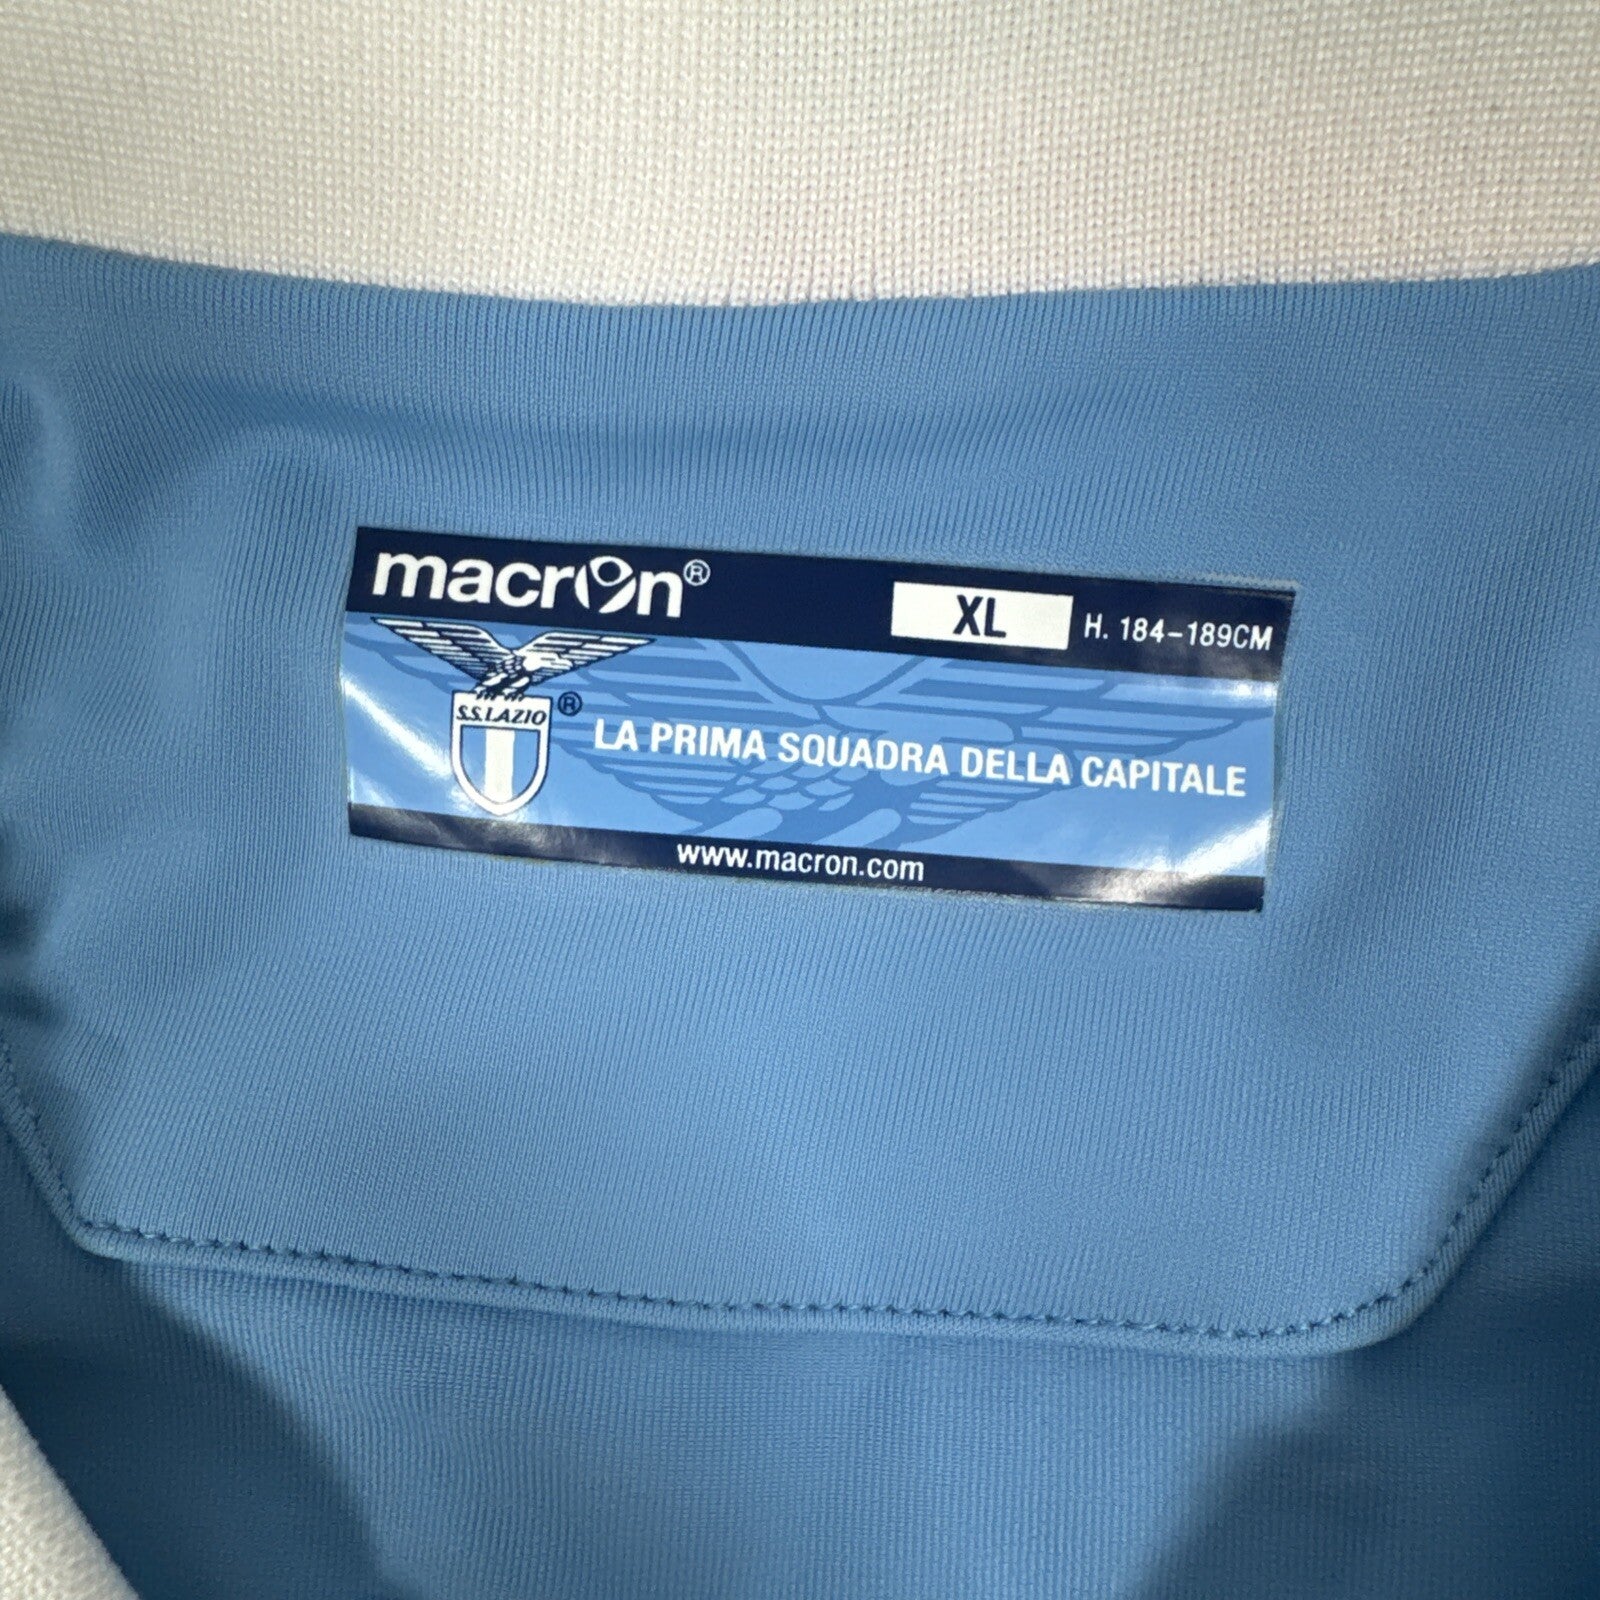 macron®
XL H. 184-189CM
S.S.LAZIO ®
LA PRIMA SQUADRA DELLA CAPITALE
www.macron.com